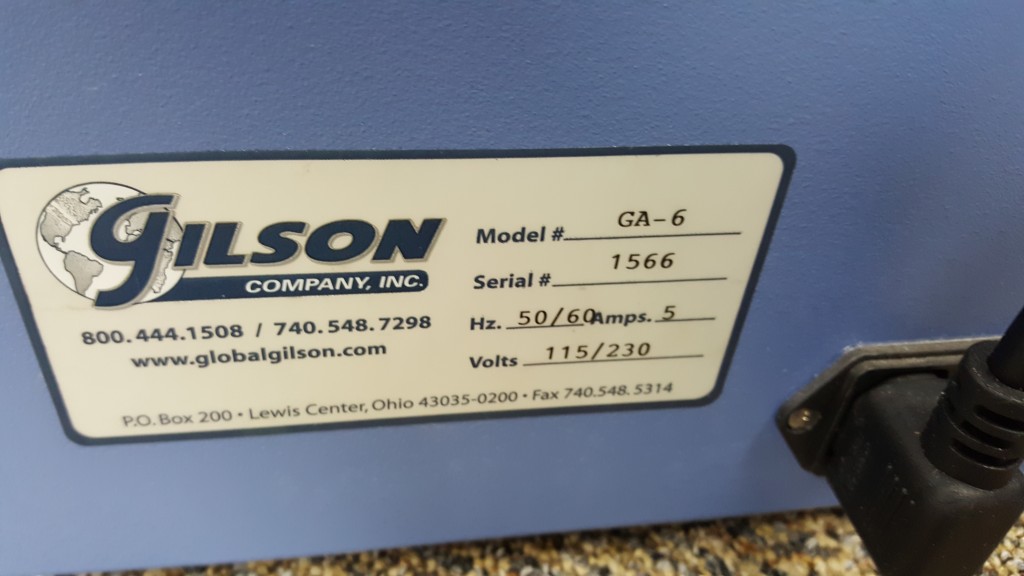 GILSON
COMPANY, INC.
800.444.1508 / 740.548.7298
www.globalgilson.com
Model # GA-6
Serial # 1566
Hz. 50/60 Amps. 5
Volts 115/230
P.O. Box 200 • Lewis Center, Ohio 43035-0200 • Fax 740.548.5314